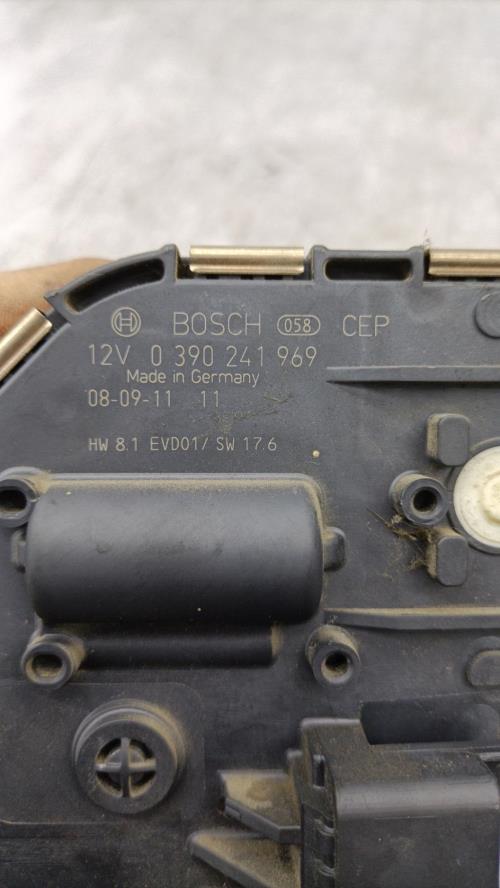 BOSCH 058 CEP
12V 0 390 241 969
Made in Germany
08-09-11 11
HW 8.1 EVD01/ SW 17.6